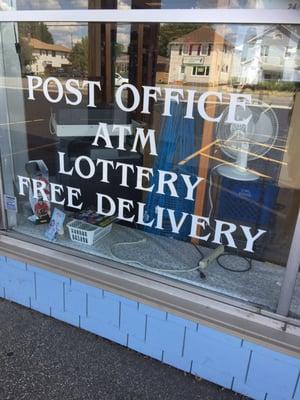 POST OFFICE
ATM
LOTTERY
FREE DELIVERY